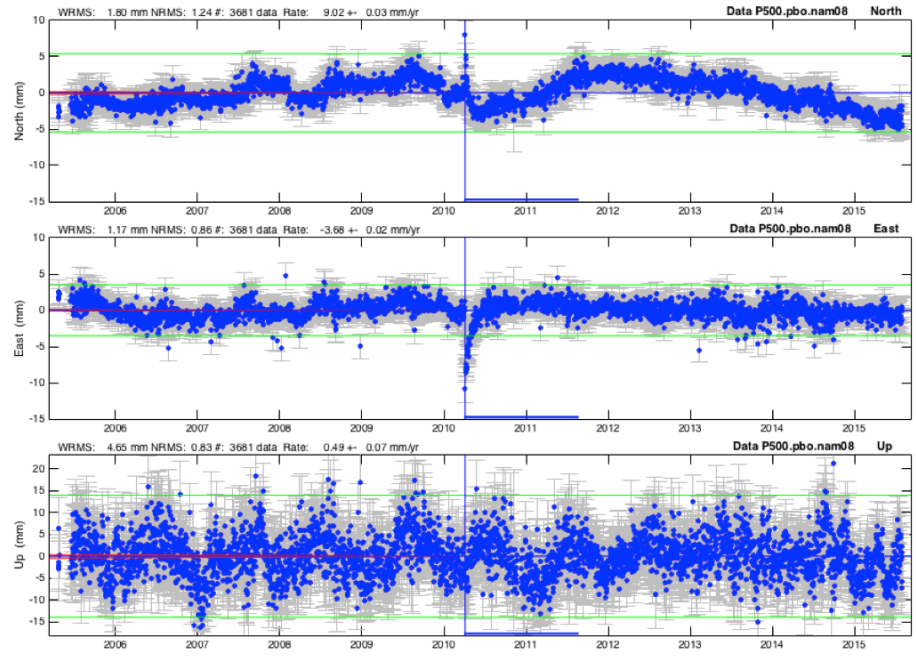 WRMS: 1.80 mm NRMS: 1.24 #: 3681 data Rate: 9.02 +- 0.03 mm/yr Data P500.pbo.nam08 North
10
5
0
-5
-10
-15
North (mm)
2006 2007 2008 2009 2010 2011 2012 2013 2014 2015
WRMS: 1.17 mm NRMS: 0.86 #: 3681 data Rate: -3.68 +- 0.02 mm/yr Data P500.pbo.nam08 East
10
5
0
-5
-10
-15
East (mm)
2006 2007 2008 2009 2010 2011 2012 2013 2014 2015
WRMS: 4.65 mm NRMS: 0.83 #: 3681 data Rate: 0.49 +- 0.07 mm/yr Data P500.pbo.nam08 Up
20
15
10
5
0
-5
-10
-15
Up (mm)
2006 2007 2008 2009 2010 2011 2012 2013 2014 2015